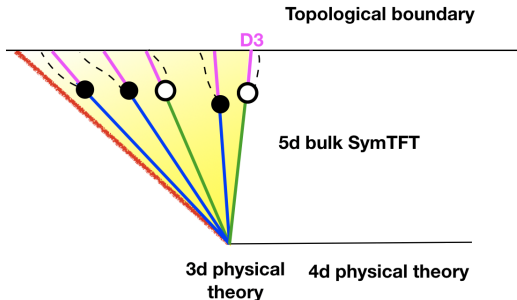 Topological boundary
D3
5d bulk SymTFT
3d physical
theory
4d physical theory